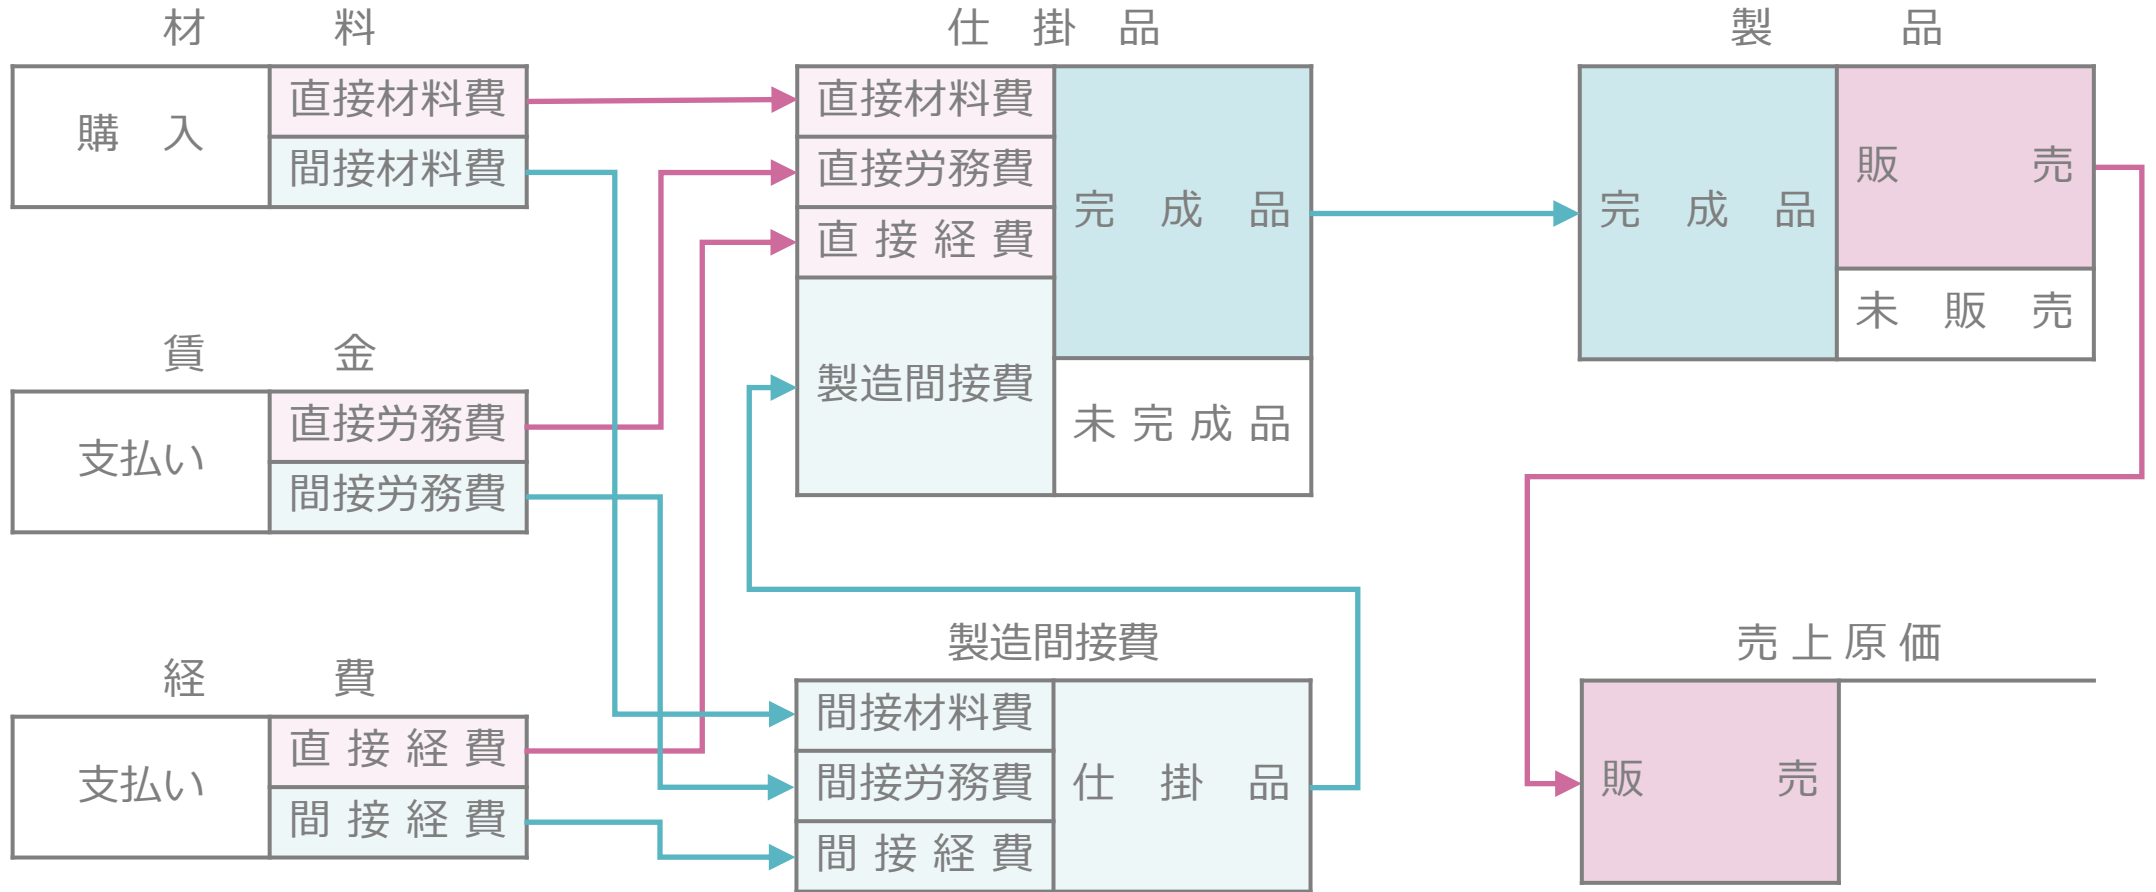 材料
購入
直接材料費
間接材料費
賃金
支払い
直接労務費
間接労務費
経費
支払い
直接経費
間接経費
仕掛品
直接材料費
直接労務費
直接経費
製造間接費
完成品
未完成品
製造間接費
間接材料費
間接労務費
間接経費
仕掛品
製品
完成品
販売
未販売
売上原価
販売